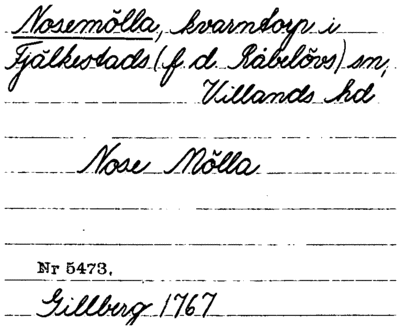 Nosemölla, kvarntorp i
Fjälkestads (f d Råbelövs) sn,
Villands hd
Nose Mölla
Nr 5473.
Gillberg 1767